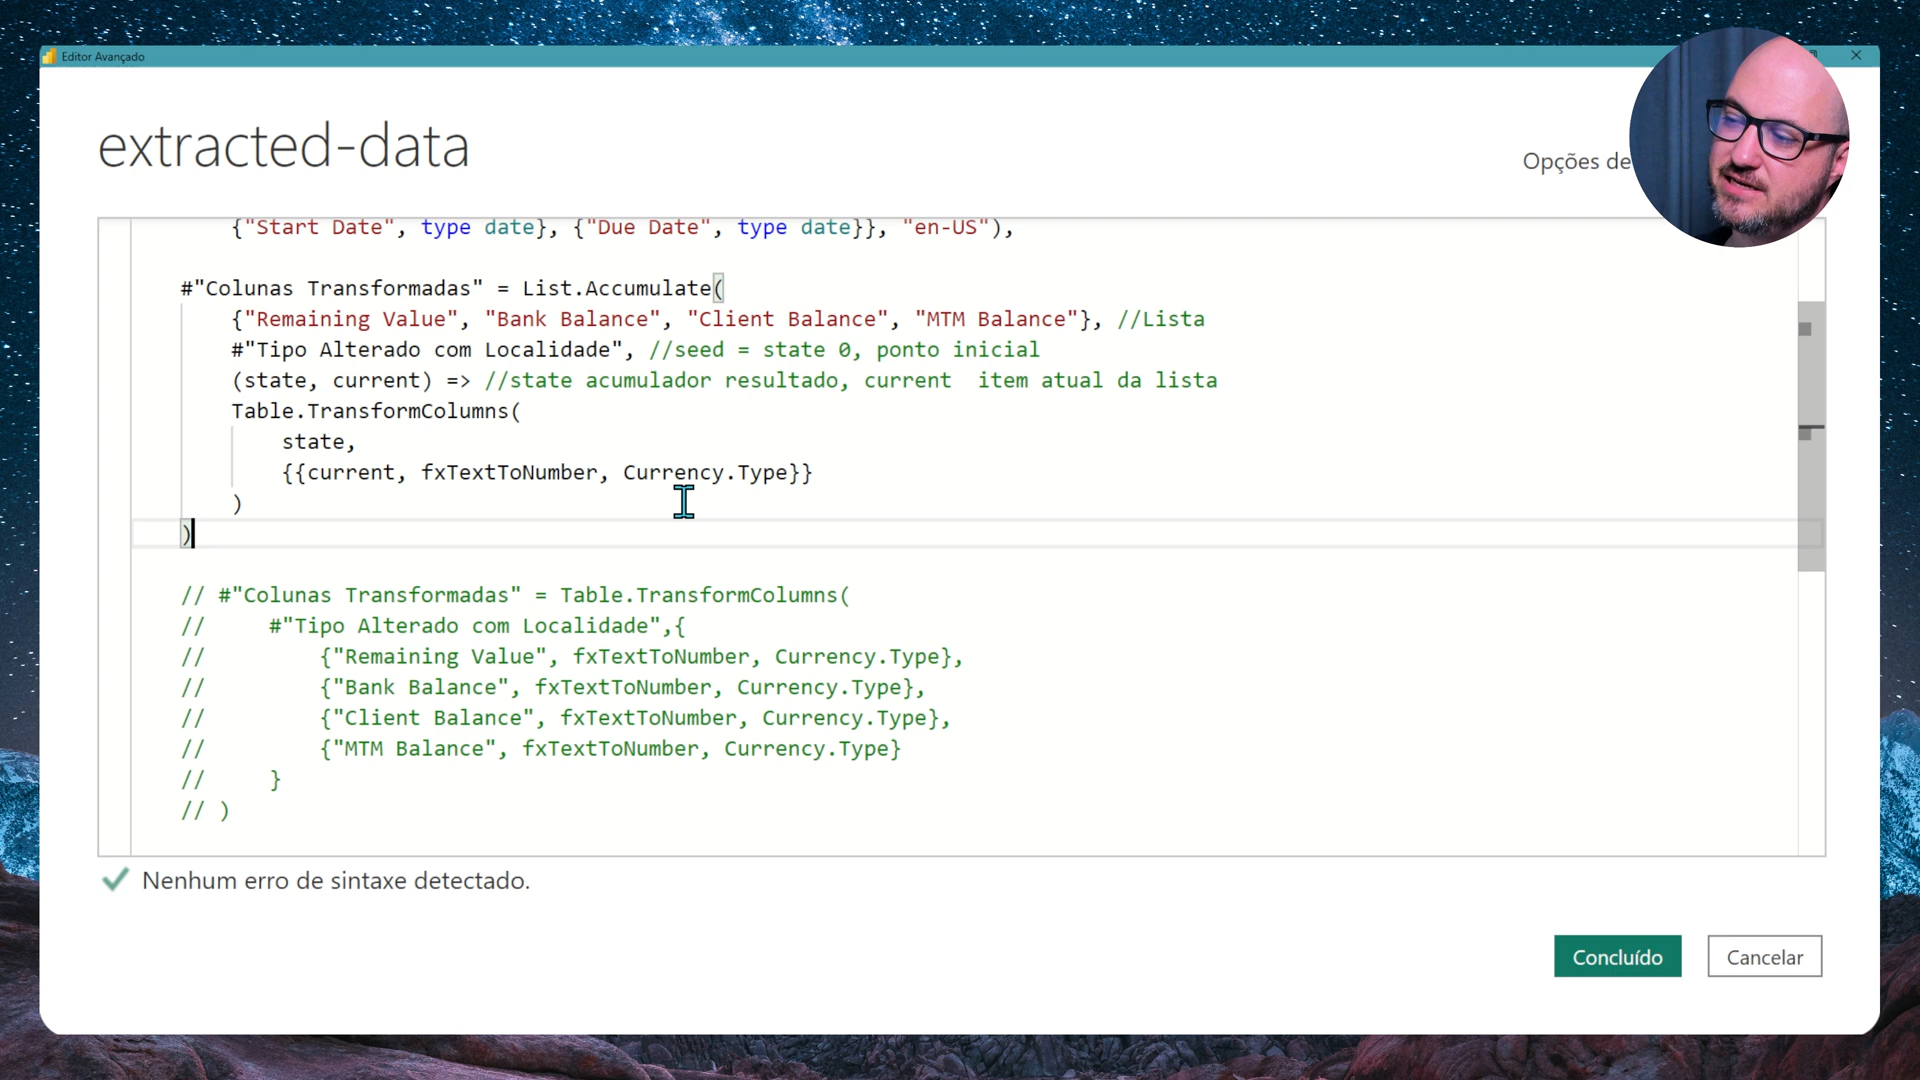 Editor Avançado
extracted-data
Opções de
{"Start Date", type date}, {"Due Date", type date}}, "en-US"),
#"Colunas Transformadas" = List.Accumulate(
{"Remaining Value", "Bank Balance", "Client Balance", "MTM Balance"}, //Lista
#"Tipo Alterado com Localidade", //seed = state 0, ponto inicial
(state, current) => //state acumulador resultado, current  item atual da lista
Table.TransformColumns(
state,
{{current, fxTextToNumber, Currency.Type}}
)
)
// #"Colunas Transformadas" = Table.TransformColumns(
//     #"Tipo Alterado com Localidade",{
//         {"Remaining Value", fxTextToNumber, Currency.Type},
//         {"Bank Balance", fxTextToNumber, Currency.Type},
//         {"Client Balance", fxTextToNumber, Currency.Type},
//         {"MTM Balance", fxTextToNumber, Currency.Type}
//     }
// )
Nenhum erro de sintaxe detectado.
Concluído
Cancelar